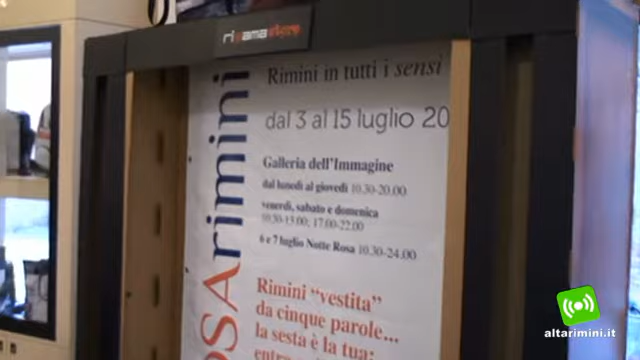 Rimini in tutti i sensi
dal 3 al 15 luglio 20
Galleria dell'Immagine
dal lunedì al giovedì 10.30-20.00
venerdì, sabato e domenica
10:30-13.00; 17.00-22.00
6 e 7 luglio Notte Rosa 10.30-24.00
Rimini "vestita"
da cinque parole...
la sesta è la tua:
OSArimini
altarimini.it